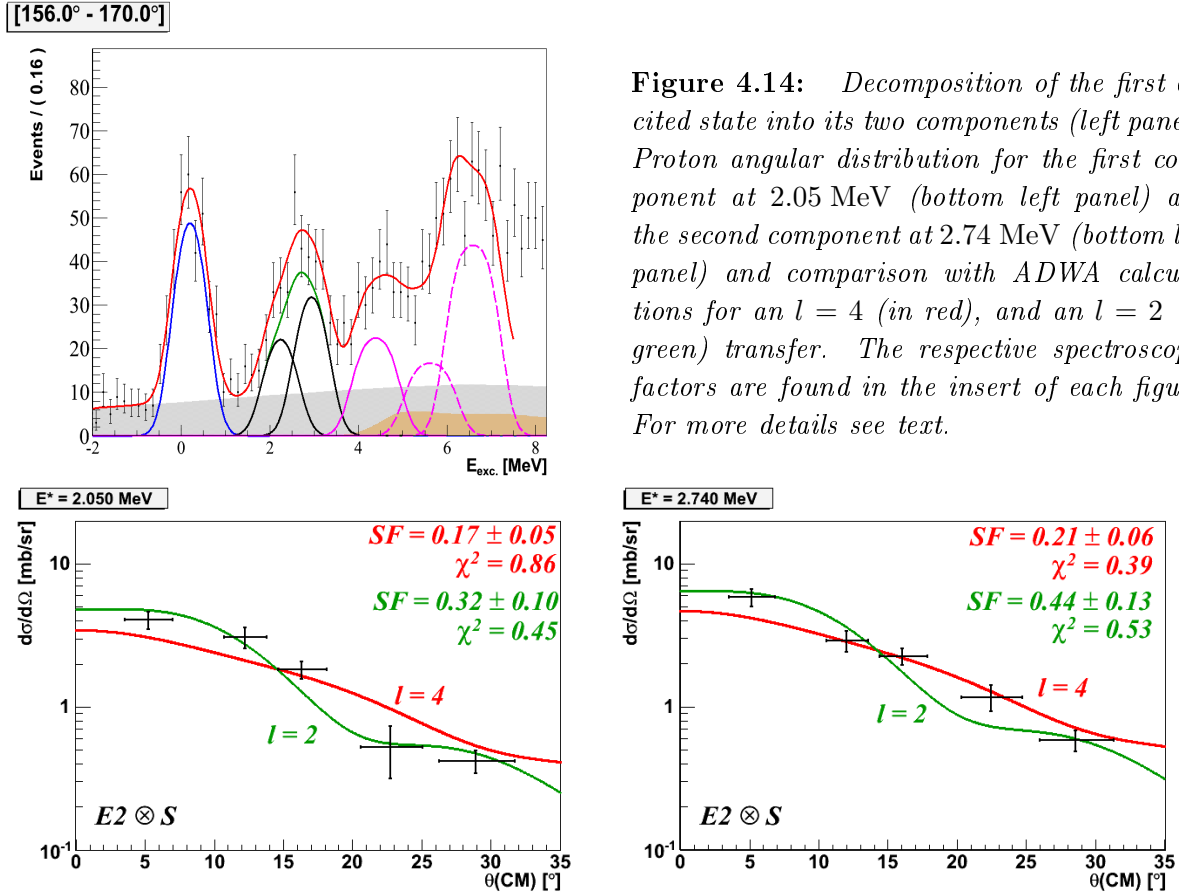 [156.0° - 170.0°]
Events / ( 0.16 )
80
70
60
50
40
30
20
10
0
-2 0 2 4 6 8
E_exc. [MeV]
Figure 4.14: Decomposition of the first
cited state into its two components (left
Proton angular distribution for the first
ponent at 2.05 MeV (bottom left panel)
the second component at 2.74 MeV (bottom
panel) and comparison with ADWA
tions for an l = 4 (in red), and an l = 2
green) transfer. The respective
factors are found in the insert of each
For more details see text.
E* = 2.050 MeV
dσ/dΩ [mb/sr]
10
1
10⁻¹
SF = 0.17 ± 0.05
χ² = 0.86
SF = 0.32 ± 0.10
χ² = 0.45
l = 4
l = 2
E2 ⊗ S
0 5 10 15 20 25 30 35
θ(CM) [°]
E* = 2.740 MeV
dσ/dΩ [mb/sr]
10
1
10⁻¹
SF = 0.21 ± 0.06
χ² = 0.39
SF = 0.44 ± 0.13
χ² = 0.53
l = 4
l = 2
E2 ⊗ S
0 5 10 15 20 25 30 35
θ(CM) [°]